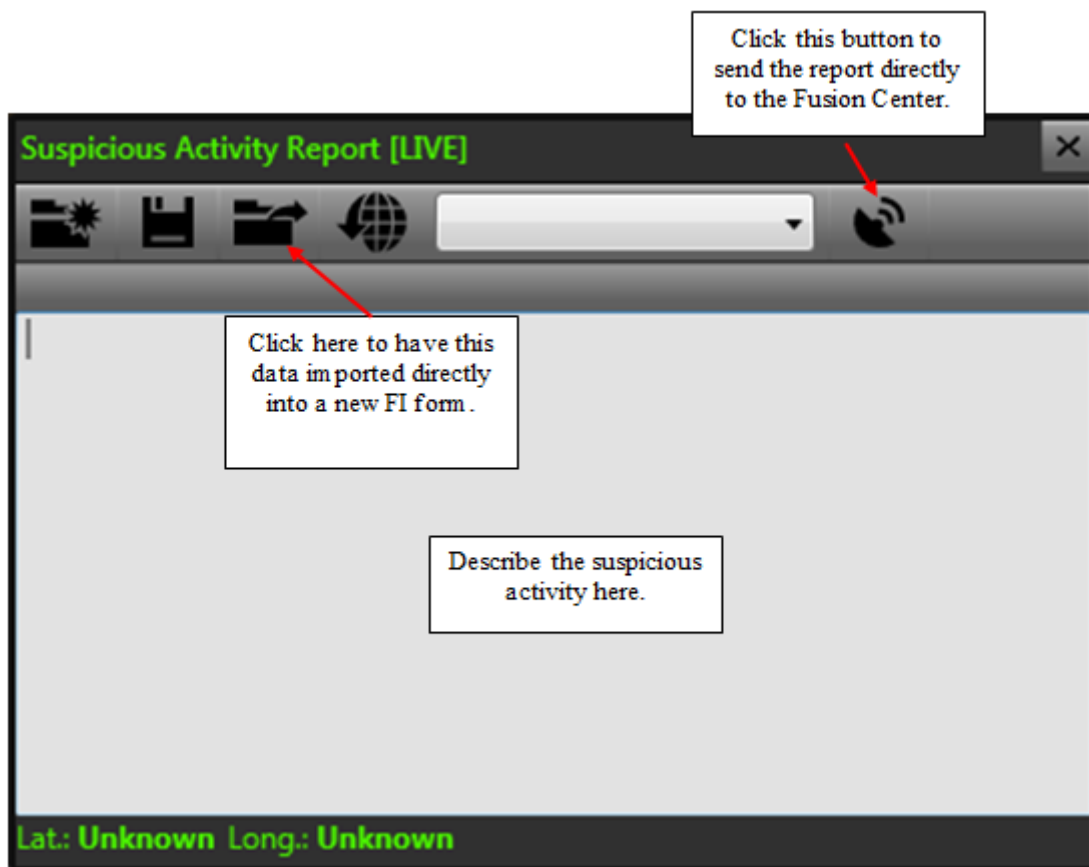 Click this button to
send the report directly
to the Fusion Center.
Suspicious Activity Report [LIVE]
Click here to have this
data imported directly
into a new FI form.
Describe the suspicious
activity here.
Lat.: Unknown Long.: Unknown